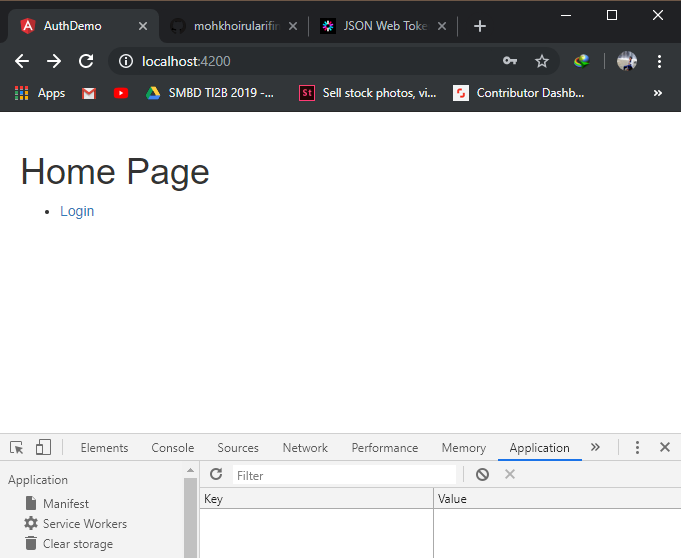 AuthDemo
mohkhoirularifin
JSON Web Toke
localhost:4200
Apps
SMBD TI2B 2019 -...
St
Sell stock photos, vi...
Contributor Dashb...
»
Home Page
• Login
Elements Console Sources Network Performance Memory Application »
Application
Filter
Key Value
Manifest
Service Workers
Clear storage